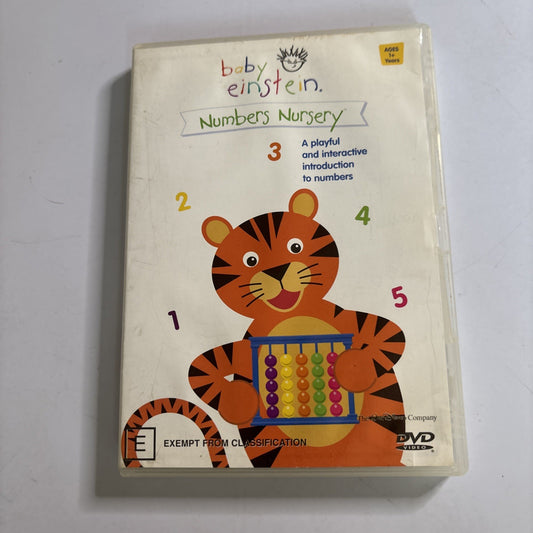 baby
einstein.
AGES
1+
Years
Numbers Nursery™
3
A playful
and interactive
introduction
to numbers
2
4
1
5
Company
E
EXEMPT FROM CLASSIFICATION
DVD
VIDEO